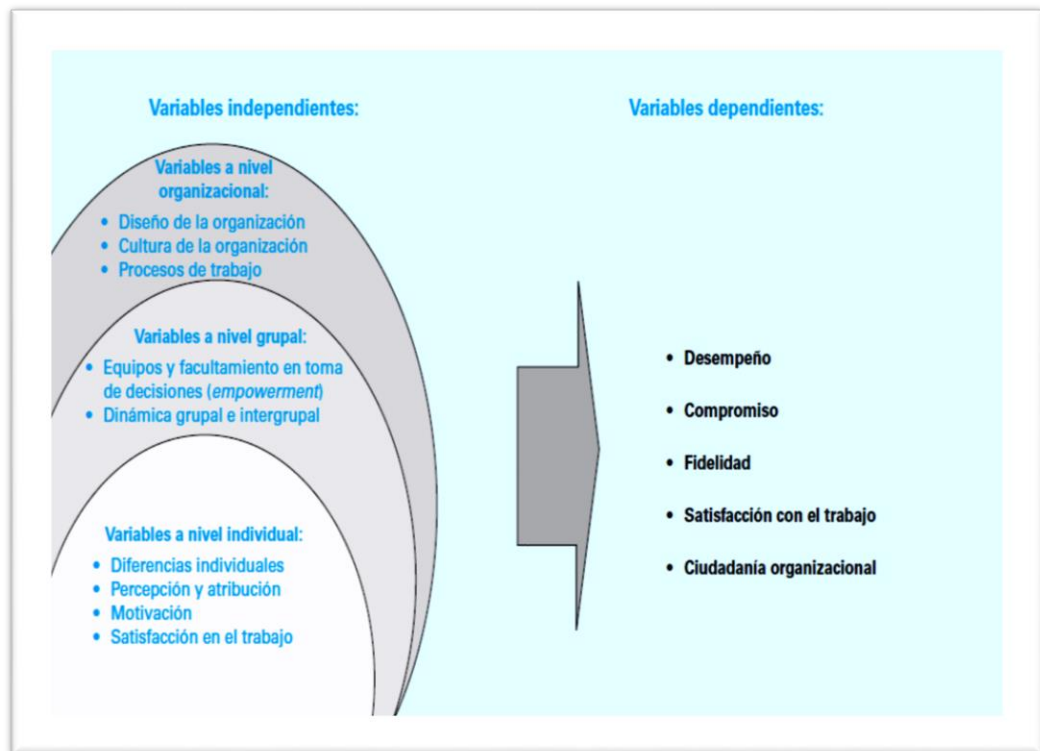 Variables independientes:
Variables a nivel
organizacional:
• Diseño de la organización
• Cultura de la organización
• Procesos de trabajo
Variables a nivel grupal:
• Equipos y facultamiento en toma
de decisiones (empowerment)
• Dinámica grupal e intergrupal
Variables a nivel individual:
• Diferencias individuales
• Percepción y atribución
• Motivación
• Satisfacción en el trabajo
Variables dependientes:
• Desempeño
• Compromiso
• Fidelidad
• Satisfacción con el trabajo
• Ciudadanía organizacional